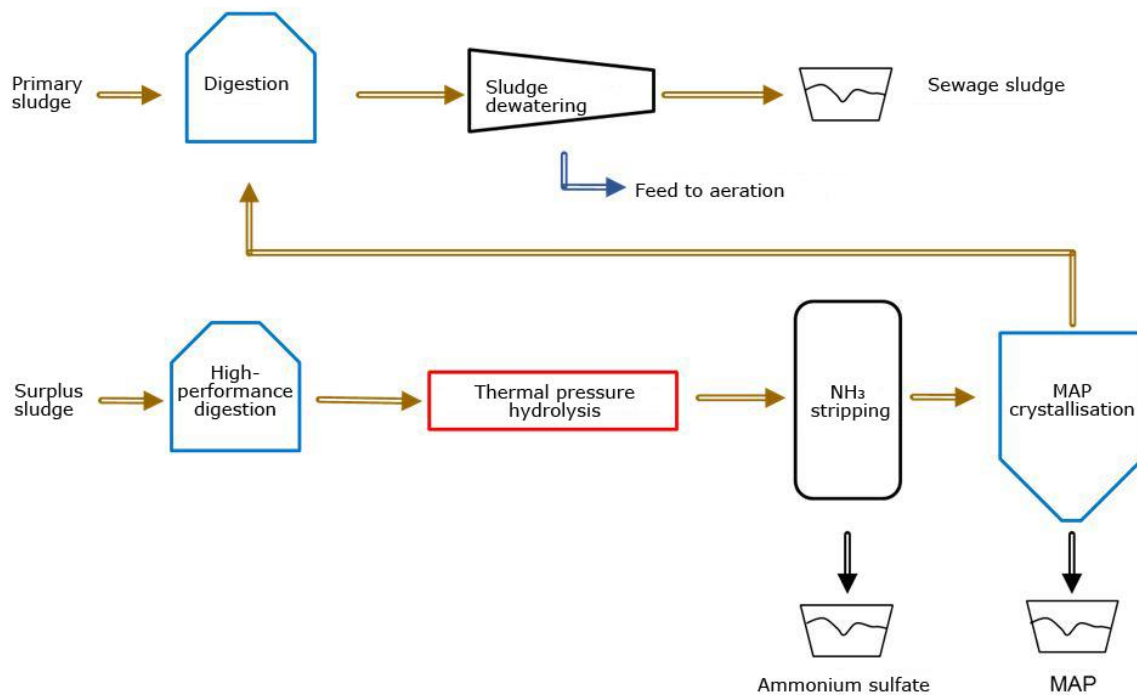 Primary
sludge
Digestion
Sludge
dewatering
Sewage sludge
Feed to aeration
Surplus
sludge
High-
performance
digestion
Thermal pressure
hydrolysis
NH₃
stripping
MAP
crystallisation
Ammonium sulfate
MAP